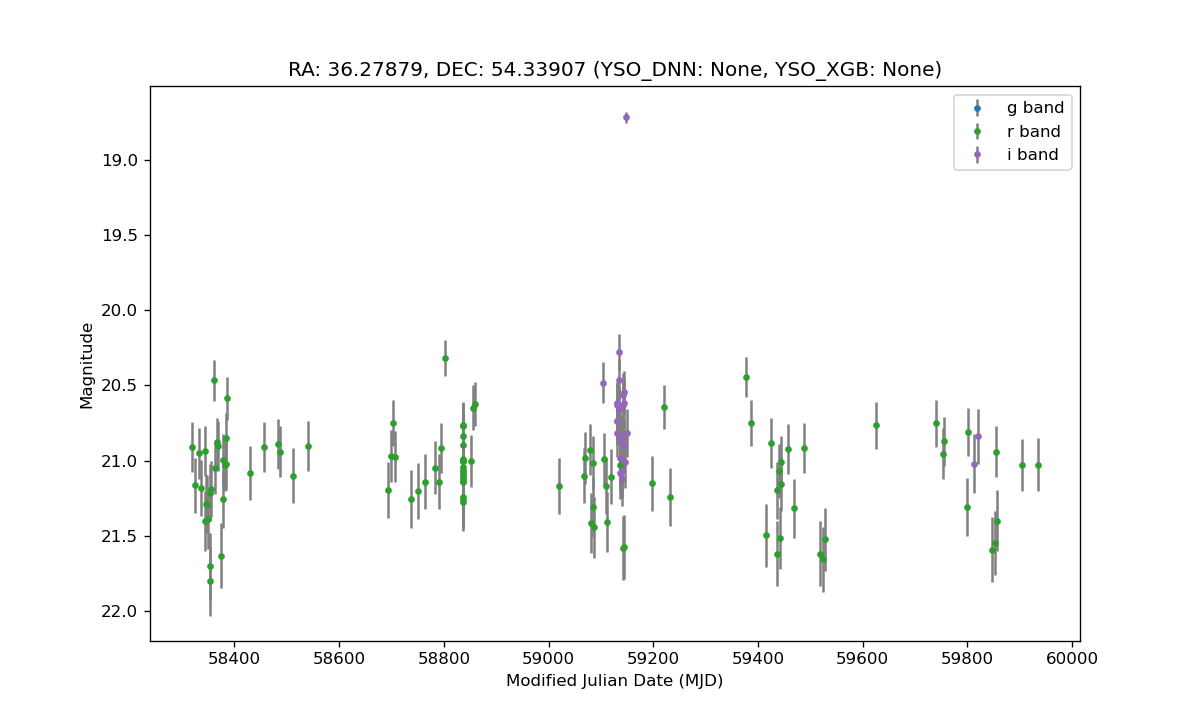 RA: 36.27879, DEC: 54.33907 (YSO_DNN: None, YSO_XGB: None)
g band
r band
i band
19.0
19.5
20.0
20.5
21.0
21.5
22.0
Magnitude
58400 58600 58800 59000 59200 59400 59600 59800 60000
Modified Julian Date (MJD)